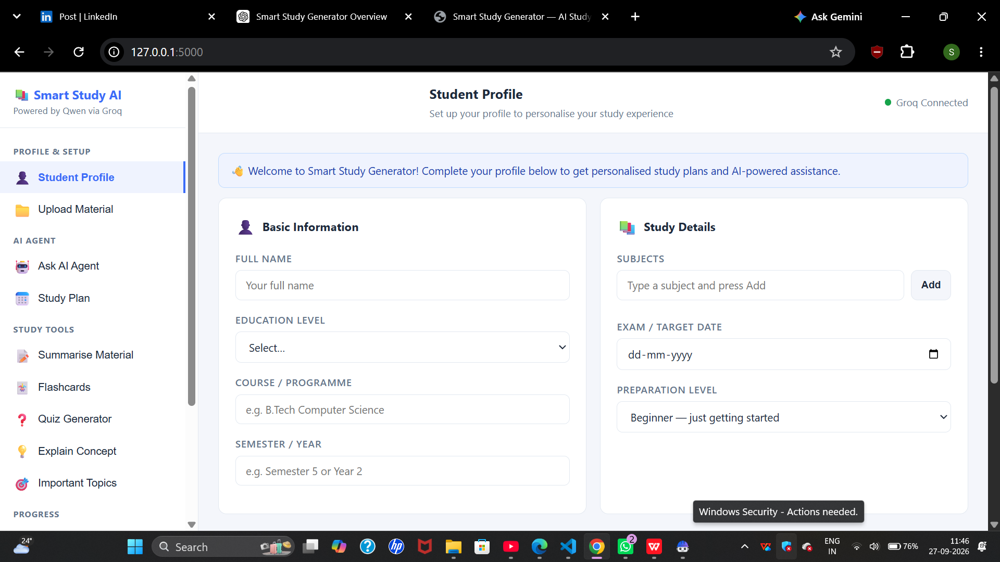 Post | LinkedIn
Smart Study Generator Overview
Smart Study Generator — AI Study
Ask Gemini
127.0.0.1:5000
S
Smart Study AI
Powered by Qwen via Groq
PROFILE & SETUP
Student Profile
Upload Material
AI AGENT
Ask AI Agent
Study Plan
STUDY TOOLS
Summarise Material
Flashcards
Quiz Generator
Explain Concept
Important Topics
PROGRESS
Student Profile
Set up your profile to personalise your study experience
Groq Connected
Welcome to Smart Study Generator! Complete your profile below to get personalised study plans and AI-powered assistance.
Basic Information
FULL NAME
Your full name
EDUCATION LEVEL
Select...
COURSE / PROGRAMME
e.g. B.Tech Computer Science
SEMESTER / YEAR
e.g. Semester 5 or Year 2
Study Details
SUBJECTS
Type a subject and press Add
Add
EXAM / TARGET DATE
dd-mm-yyyy
PREPARATION LEVEL
Beginner — just getting started
Windows Security - Actions needed.
24°
Search
2
ENG
IN
76%
11:46
27-09-2026